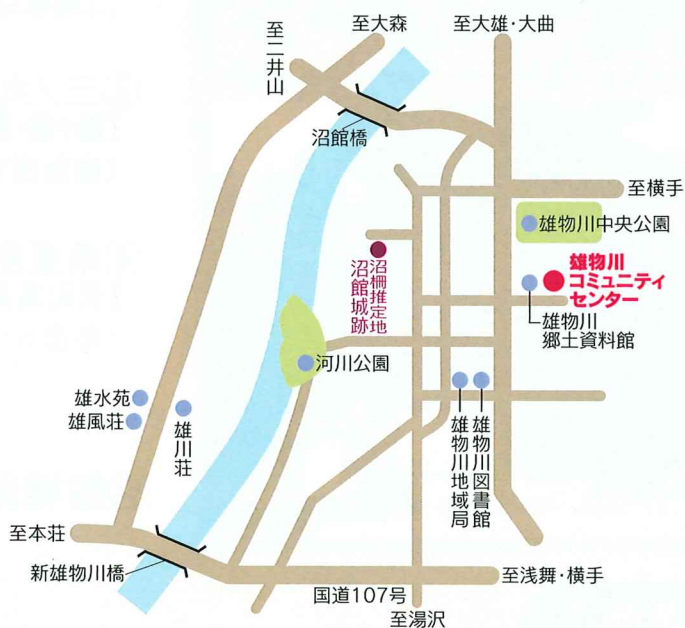 至大森
至大雄・大曲
至二井山
沼館橋
至横手
雄物川中央公園
雄物川
コミュニティ
センター
沼柵推定地
沼館城跡
雄物川
郷土資料館
河川公園
雄水苑
雄風荘
雄川荘
雄物川地域局
雄物川図書館
至本荘
新雄物川橋
国道107号
至浅舞・横手
至湯沢